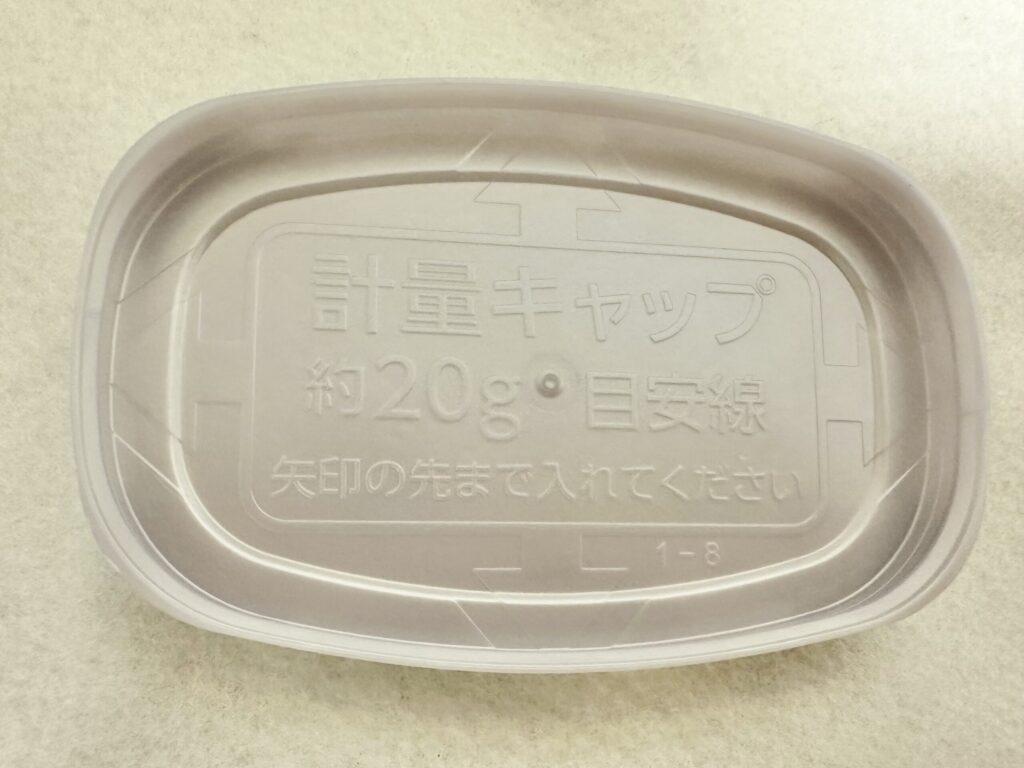 計量キャップ
約20g 目安線
矢印の先まで入れてください
1-8